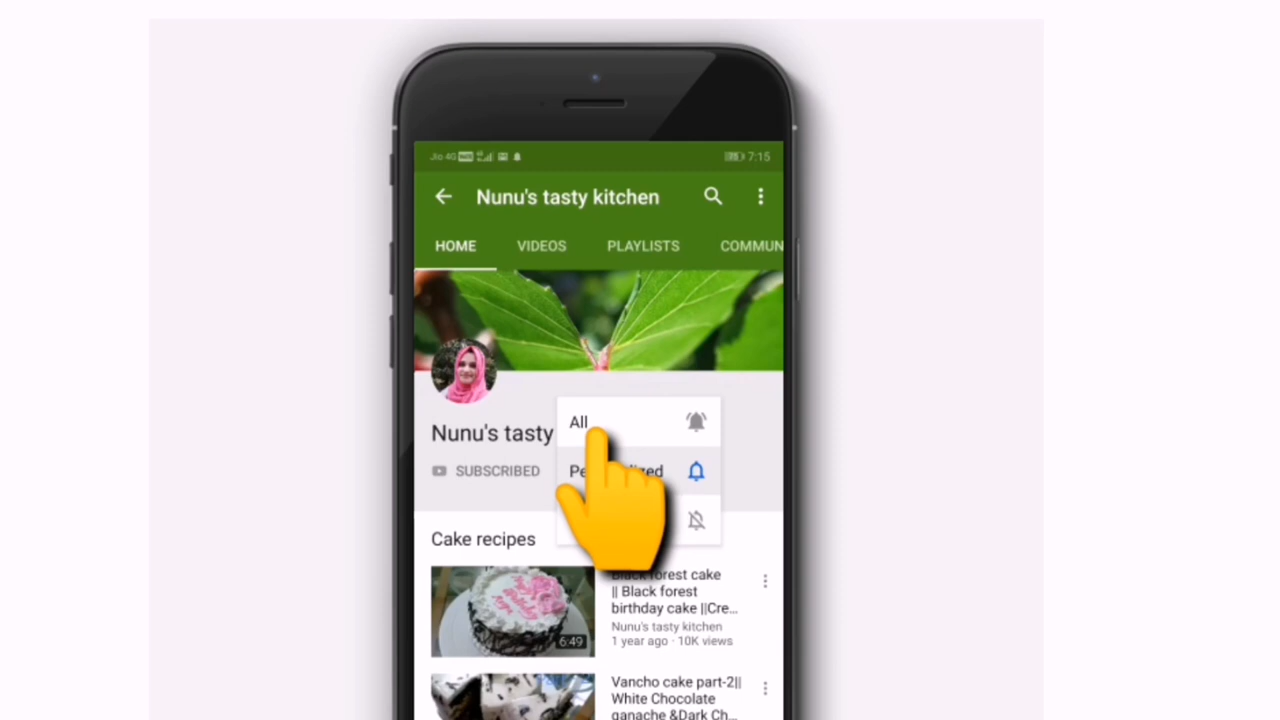 Jio 4G 7:15
Nunu's tasty kitchen
HOME VIDEOS PLAYLISTS COMMUN
All
Nunu's tasty
SUBSCRIBED
Cake recipes
Black forest cake
|| Black forest
birthday cake ||Cre...
Nunu's tasty kitchen
1 year ago · 10K views
6:49
Vancho cake part-2||
White Chocolate
ganache &Dark Ch...